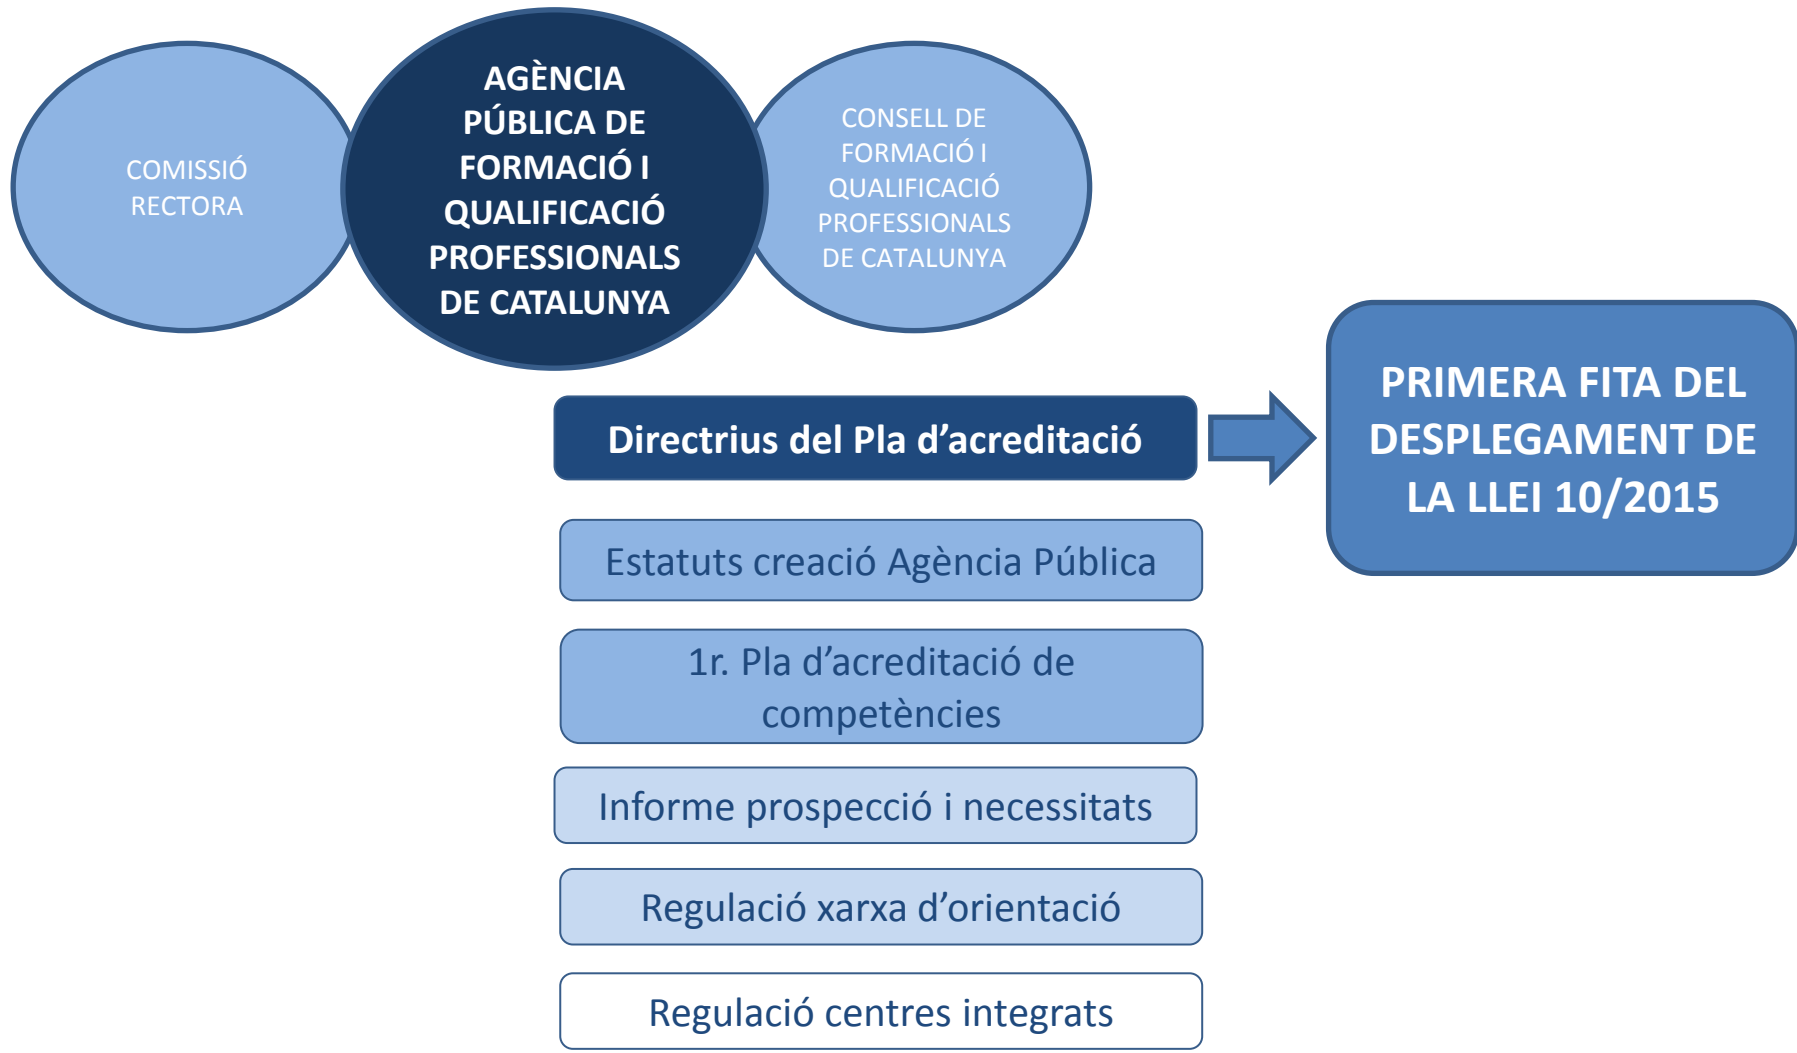 COMISSIÓ
RECTORA
AGÈNCIA
PÚBLICA DE
FORMACIÓ I
QUALIFICACIÓ
PROFESSIONALS
DE CATALUNYA
CONSELL DE
FORMACIÓ I
QUALIFICACIÓ
PROFESSIONALS
DE CATALUNYA
Directrius del Pla d’acreditació
PRIMERA FITA DEL
DESPLEGAMENT DE
LA LLEI 10/2015
Estatuts creació Agència Pública
1r. Pla d’acreditació de
competències
Informe prospecció i necessitats
Regulació xarxa d’orientació
Regulació centres integrats